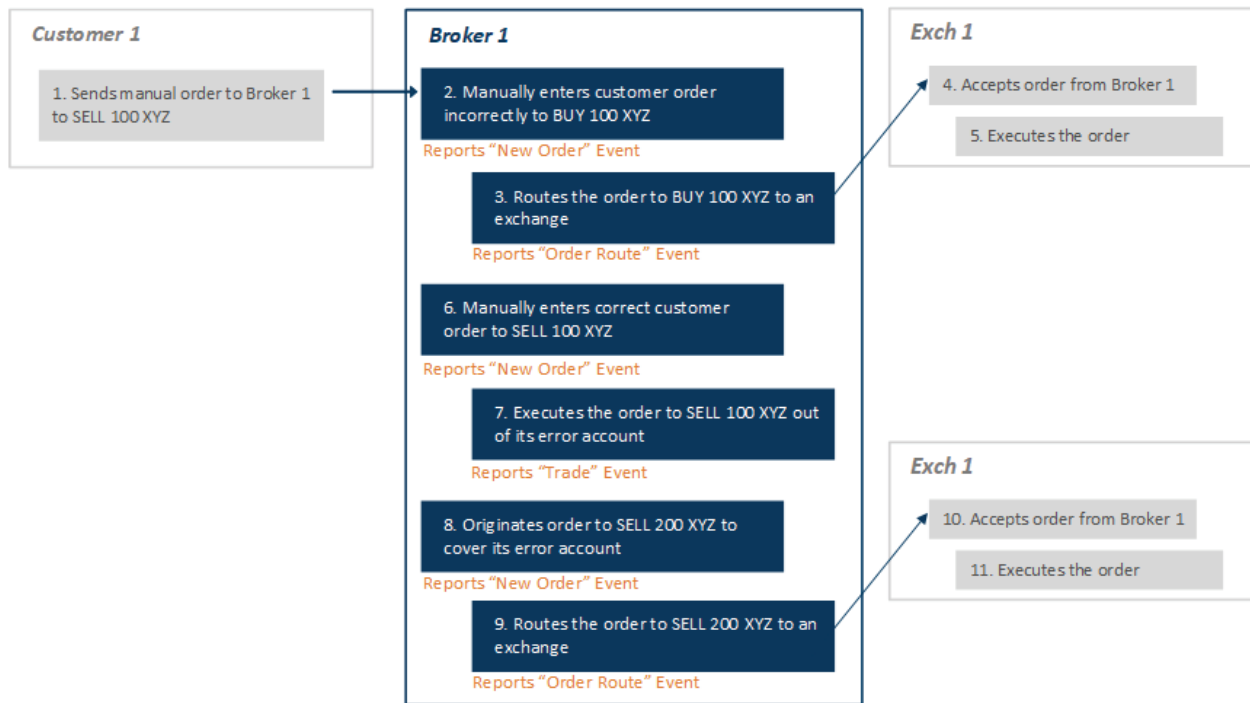 Customer 1
1. Sends manual order to Broker 1
to SELL 100 XYZ
Broker 1
2. Manually enters customer order
incorrectly to BUY 100 XYZ
Reports “New Order” Event
3. Routes the order to BUY 100 XYZ to an
exchange
Reports “Order Route” Event
Exch 1
4. Accepts order from Broker 1
5. Executes the order
6. Manually enters correct customer
order to SELL 100 XYZ
Reports “New Order” Event
7. Executes the order to SELL 100 XYZ out
of its error account
Reports “Trade” Event
8. Originates order to SELL 200 XYZ to
cover its error account
Reports “New Order” Event
9. Routes the order to SELL 200 XYZ to an
exchange
Reports “Order Route” Event
Exch 1
10. Accepts order from Broker 1
11. Executes the order